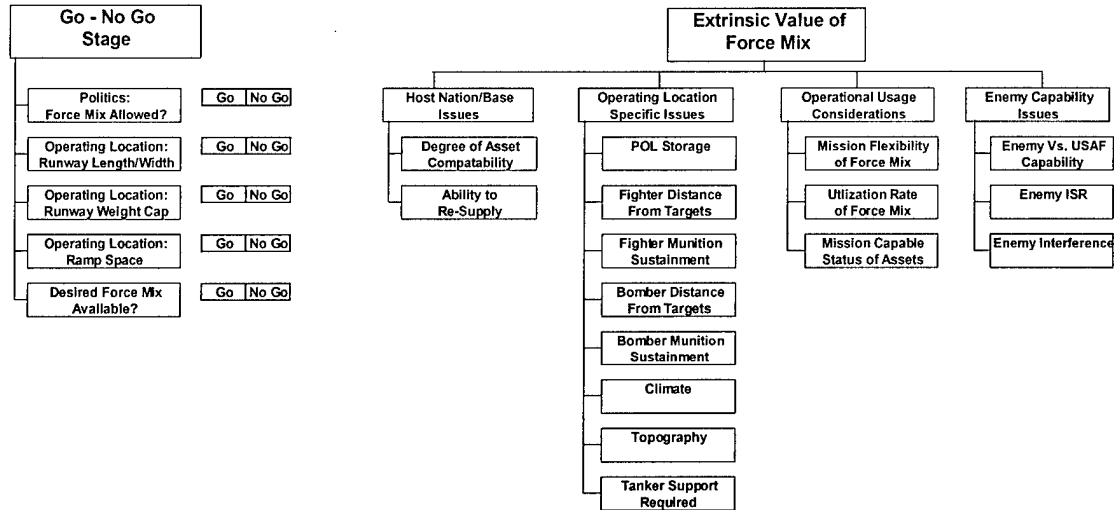 Go - No Go
Stage
Politics:
Force Mix Allowed?
Go No Go
Operating Location:
Runway Length/Width
Go No Go
Operating Location:
Runway Weight Cap
Go No Go
Operating Location:
Ramp Space
Go No Go
Desired Force Mix
Available?
Go No Go
Extrinsic Value of
Force Mix
Host Nation/Base
Issues
Degree of Asset
Compatability
Ability to
Re-Supply
Operating Location
Specific Issues
POL Storage
Fighter Distance
From Targets
Fighter Munition
Sustainment
Bomber Distance
From Targets
Bomber Munition
Sustainment
Climate
Topography
Tanker Support
Required
Operational Usage
Considerations
Mission Flexibility
of Force Mix
Utlization Rate
of Force Mix
Mission Capable
Status of Assets
Enemy Capability
Issues
Enemy Vs. USAF
Capability
Enemy ISR
Enemy Interference